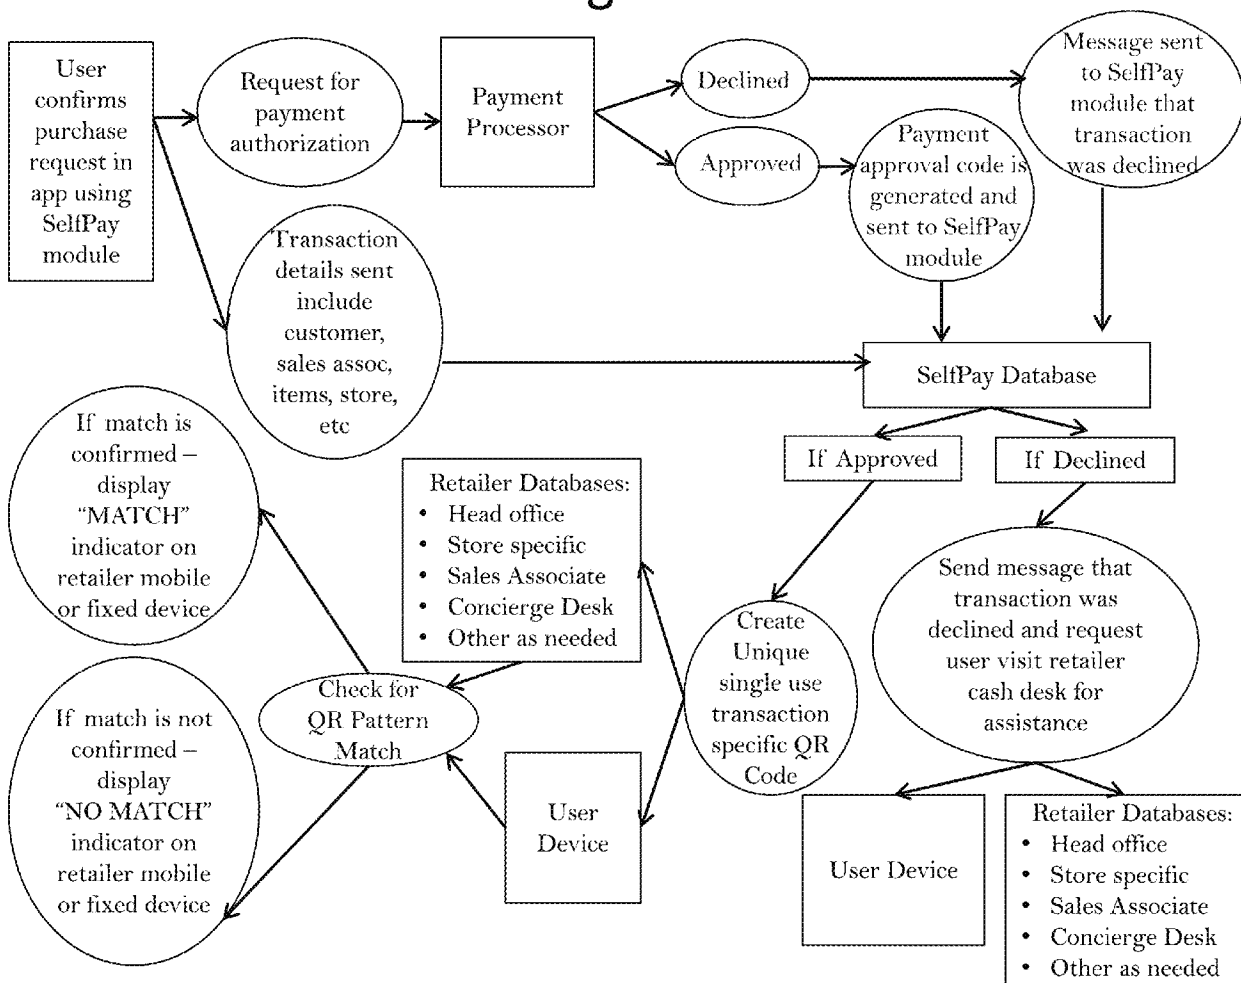 User
confirms
purchase
request in
app using
SelfPay
module
Request for
payment
authorization
Payment
Processor
Declined
Approved
Message sent
to SelfPay
module that
transaction
was declined
Payment
approval code is
generated and
sent to SelfPay
module
Transaction
details sent
include
customer,
sales assoc,
items, store,
etc
SelfPay Database
If Approved
If Declined
If match is
confirmed –
display
“MATCH”
indicator on
retailer mobile
or fixed device
Retailer Databases:
• Head office
• Store specific
• Sales Associate
• Concierge Desk
• Other as needed
Create
Unique
single use
transaction
specific QR
Code
Send message that
transaction was
declined and request
user visit retailer
cash desk for
assistance
Check for
QR Pattern
Match
If match is not
confirmed –
display
“NO MATCH”
indicator on
retailer mobile
or fixed device
User
Device
User Device
Retailer Databases:
• Head office
• Store specific
• Sales Associate
• Concierge Desk
• Other as needed